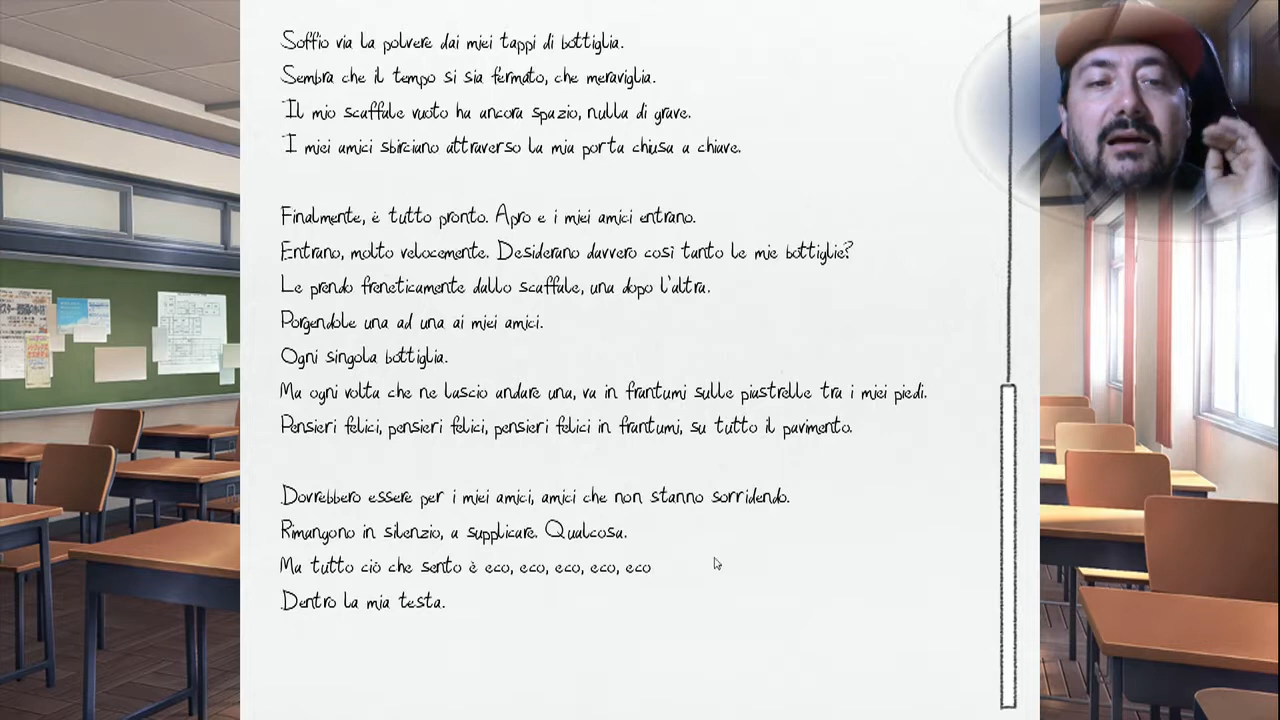 Soffio via la polvere dai miei tappi di bottiglia.
Sembra che il tempo si sia fermato, che meraviglia.
Il mio scaffale vuoto ha ancora spazio, nulla di grave.
I miei amici sbirciano attraverso la mia porta chiusa a chiave.
Finalmente, è tutto pronto. Apro e i miei amici entrano.
Entrano, molto velocemente. Desiderano davvero così tanto le mie bottiglie?
Le prendo freneticamente dallo scaffale, una dopo l'altra.
Porgendole una ad una ai miei amici.
Ogni singola bottiglia.
Ma ogni volta che ne lascio andare una, va in frantumi sulle piastrelle tra i miei piedi.
Pensieri felici, pensieri felici, pensieri felici in frantumi, su tutto il pavimento.
Dovrebbero essere per i miei amici, amici che non stanno sorridendo.
Rimangono in silenzio, a supplicare. Qualcosa.
Ma tutto ciò che sento è eco, eco, eco, eco, eco
Dentro la mia testa.